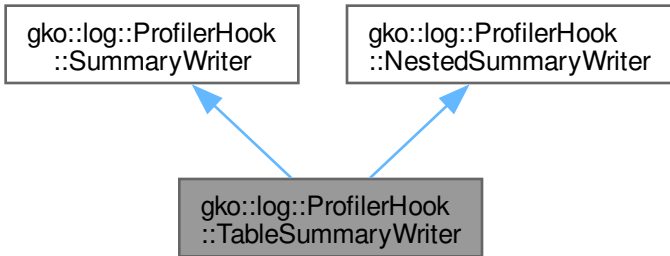 gko::log::ProfilerHook
::SummaryWriter
gko::log::ProfilerHook
::NestedSummaryWriter
gko::log::ProfilerHook
::TableSummaryWriter